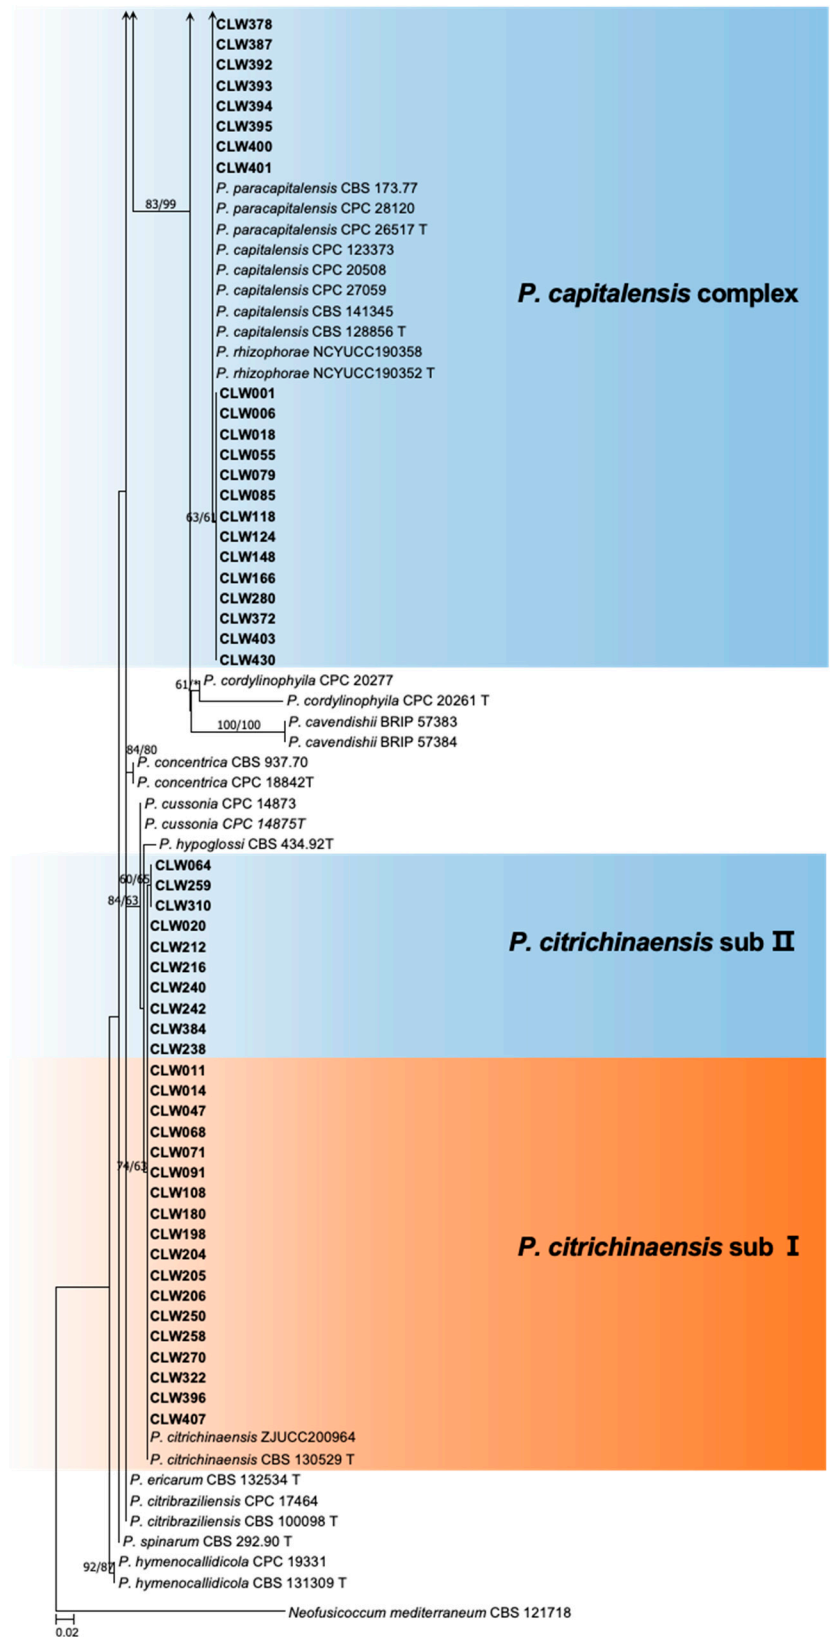 CLW378
CLW387
CLW392
CLW393
CLW394
CLW395
CLW400
CLW401
P. paracapitalensis CBS 173.77
83/99
P. paracapitalensis CPC 28120
P. paracapitalensis CPC 26517 T
P. capitalensis CPC 123373
P. capitalensis CPC 20508
P. capitalensis CPC 27059
P. capitalensis complex
P. capitalensis CBS 141345
P. capitalensis CBS 128856 T
P. rhizophorae NCYUCC190358
P. rhizophorae NCYUCC190352 T
CLW001
CLW006
CLW018
CLW055
CLW079
CLW085
63/61 CLW118
CLW124
CLW148
CLW166
CLW280
CLW372
CLW403
CLW430
61/* P. cordylinophyila CPC 20277
P. cordylinophyila CPC 20261 T
100/100 P. cavendishii BRIP 57383
P. cavendishii BRIP 57384
84/80
P. concentrica CBS 937.70
P. concentrica CPC 18842T
P. cussonia CPC 14873
P. cussonia CPC 14875T
P. hypoglossi CBS 434.92T
CLW064
60/65 CLW259
84/63 CLW310
CLW020
CLW212
P. citrichinaensis sub II
CLW216
CLW240
CLW242
CLW384
CLW238
CLW011
CLW014
CLW047
CLW068
CLW071
74/63 CLW091
CLW108
CLW180
CLW198
P. citrichinaensis sub I
CLW204
CLW205
CLW206
CLW250
CLW258
CLW270
CLW322
CLW396
CLW407
P. citrichinaensis ZJUCC200964
P. citrichinaensis CBS 130529 T
P. ericarum CBS 132534 T
P. citribraziliensis CPC 17464
P. citribraziliensis CBS 100098 T
P. spinarum CBS 292.90 T
P. hymenocallidicola CPC 19331
92/87
P. hymenocallidicola CBS 131309 T
Neofusicoccum mediterraneum CBS 121718
0.02